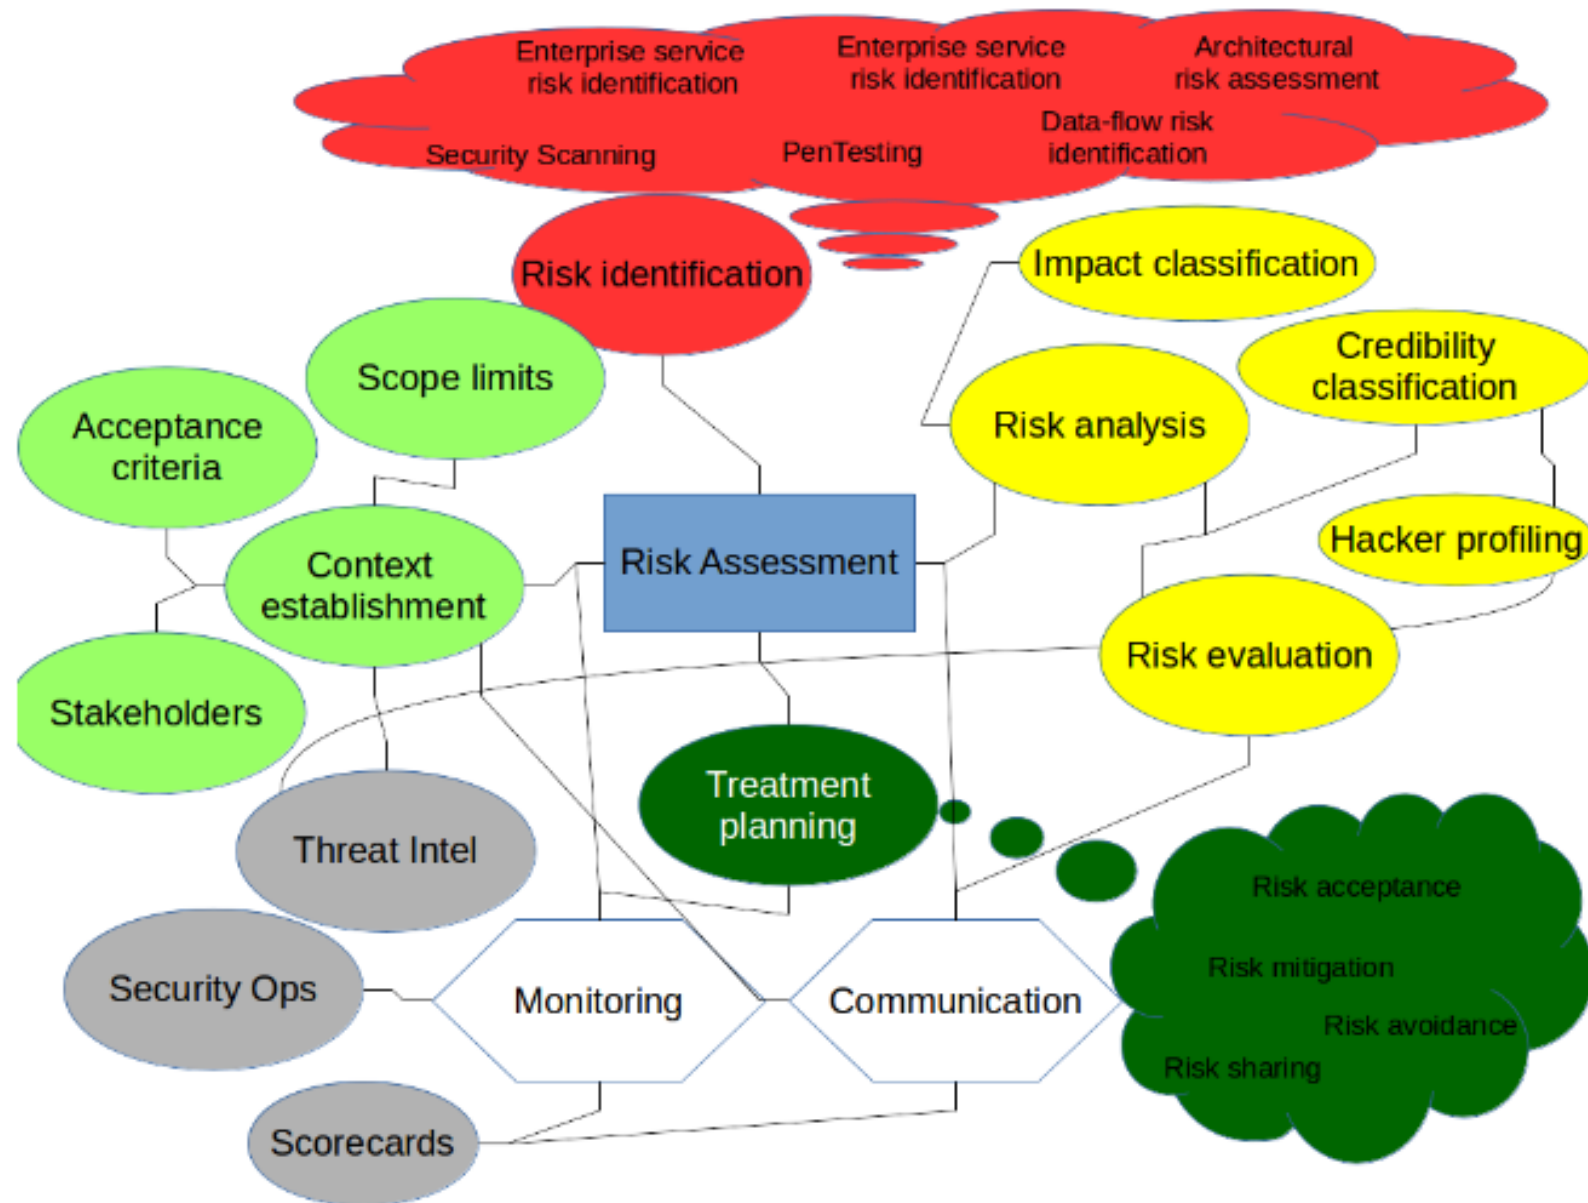 Enterprise service
risk identification
Enterprise service
risk identification
Architectural
risk assessment
Security Scanning
PenTesting
Data-flow risk
identification
Risk identification
Impact classification
Scope limits
Credibility
classification
Acceptance
criteria
Risk analysis
Hacker profiling
Context
establishment
Risk Assessment
Risk evaluation
Stakeholders
Treatment
planning
Threat Intel
Risk acceptance
Risk mitigation
Risk avoidance
Risk sharing
Security Ops
Monitoring
Communication
Scorecards